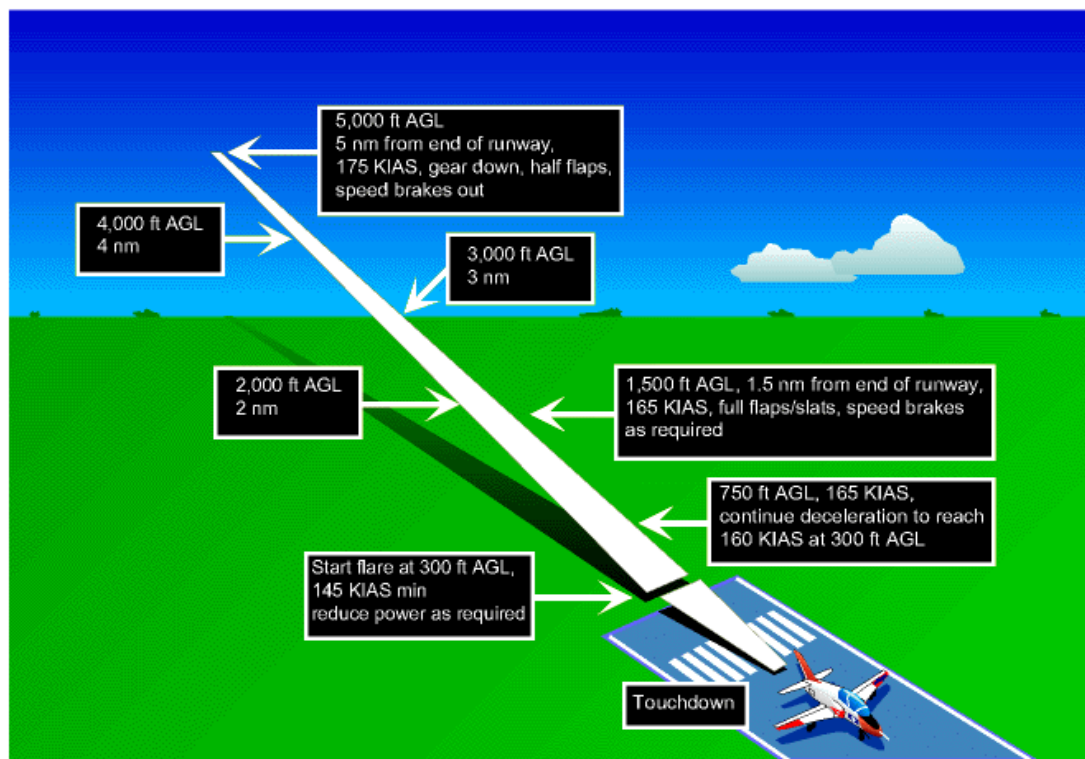 5,000 ft AGL
5 nm from end of runway,
175 KIAS, gear down, half flaps,
speed brakes out
4,000 ft AGL
4 nm
3,000 ft AGL
3 nm
2,000 ft AGL
2 nm
1,500 ft AGL, 1.5 nm from end of runway,
165 KIAS, full flaps/slats, speed brakes
as required
750 ft AGL, 165 KIAS,
continue deceleration to reach
160 KIAS at 300 ft AGL
Start flare at 300 ft AGL,
145 KIAS min
reduce power as required
Touchdown